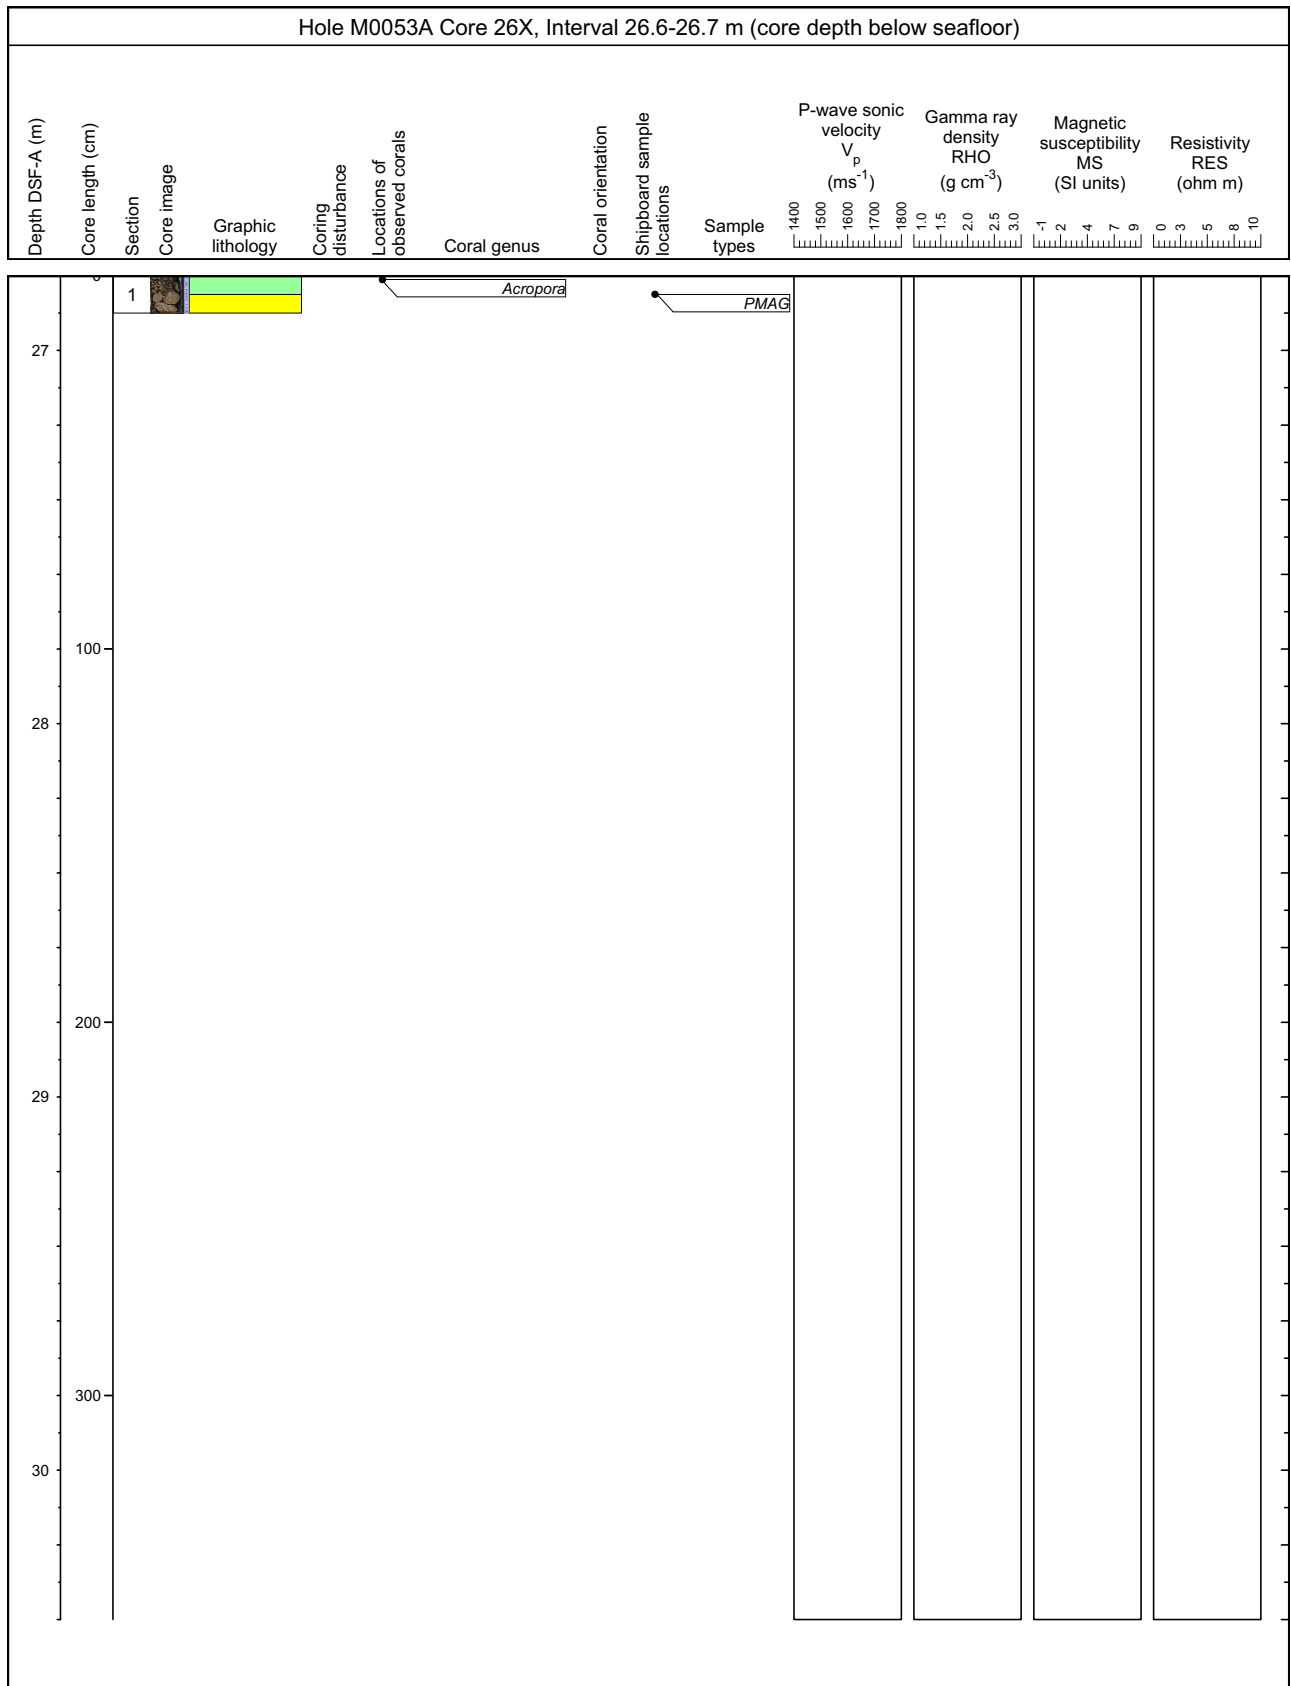 Hole M0053A Core 26X, Interval 26.6-26.7 m (core depth below seafloor)
Depth DSF-A (m)
Core length (cm)
Section
Core image
Graphic
lithology
Coring
disturbance
Locations of
observed corals
Coral genus
Coral orientation
Shipboard sample
locations
Sample
types
P-wave sonic
velocity
Vp
(ms-1)
1400 1500 1600 1700 1800
Gamma ray
density
RHO
(g cm-3)
1.0 1.5 2.0 2.5 3.0
Magnetic
susceptibility
MS
(SI units)
-1 2 4 7 9
Resistivity
RES
(ohm m)
0 3 5 8 10
0
1
Acropora
PMAG
27
100
28
200
29
300
30